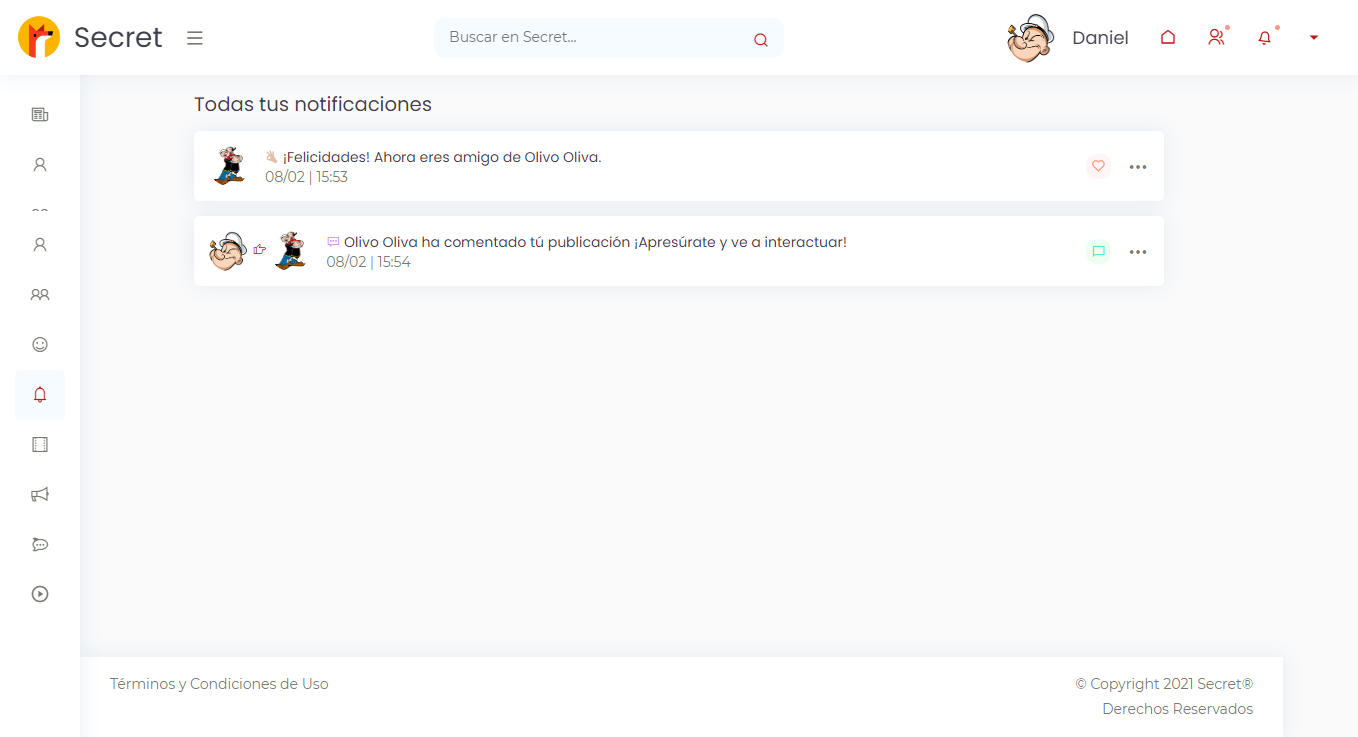 Secret
Buscar en Secret...
Daniel
Todas tus notificaciones
👌🏻 ¡Felicidades! Ahora eres amigo de Olivo Oliva.
08/02 | 15:53
Olivo Oliva ha comentado tú publicación ¡Apresúrate y ve a interactuar!
08/02 | 15:54
Términos y Condiciones de Uso
© Copyright 2021 Secret®
Derechos Reservados